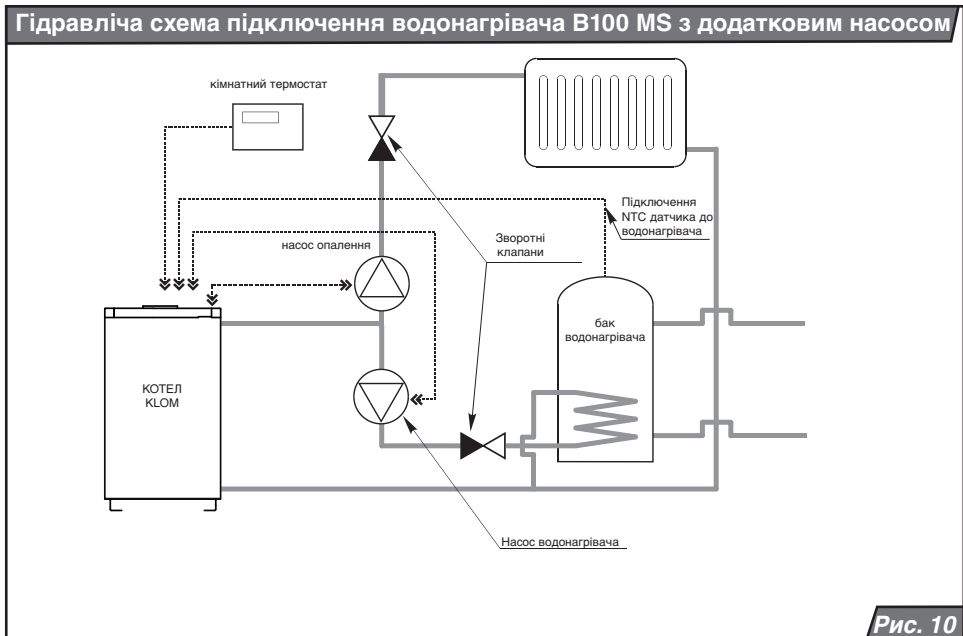 Гідравліча схема підключення водонагрівача B100 MS з додатковим насосом
кімнатний термостат
Підключення
NTC датчика до
водонагрівача
насос опалення
Зворотні
клапани
бак
водонагрівача
КОТЕЛ
KLOM
Насос водонагрівача
Рис. 10